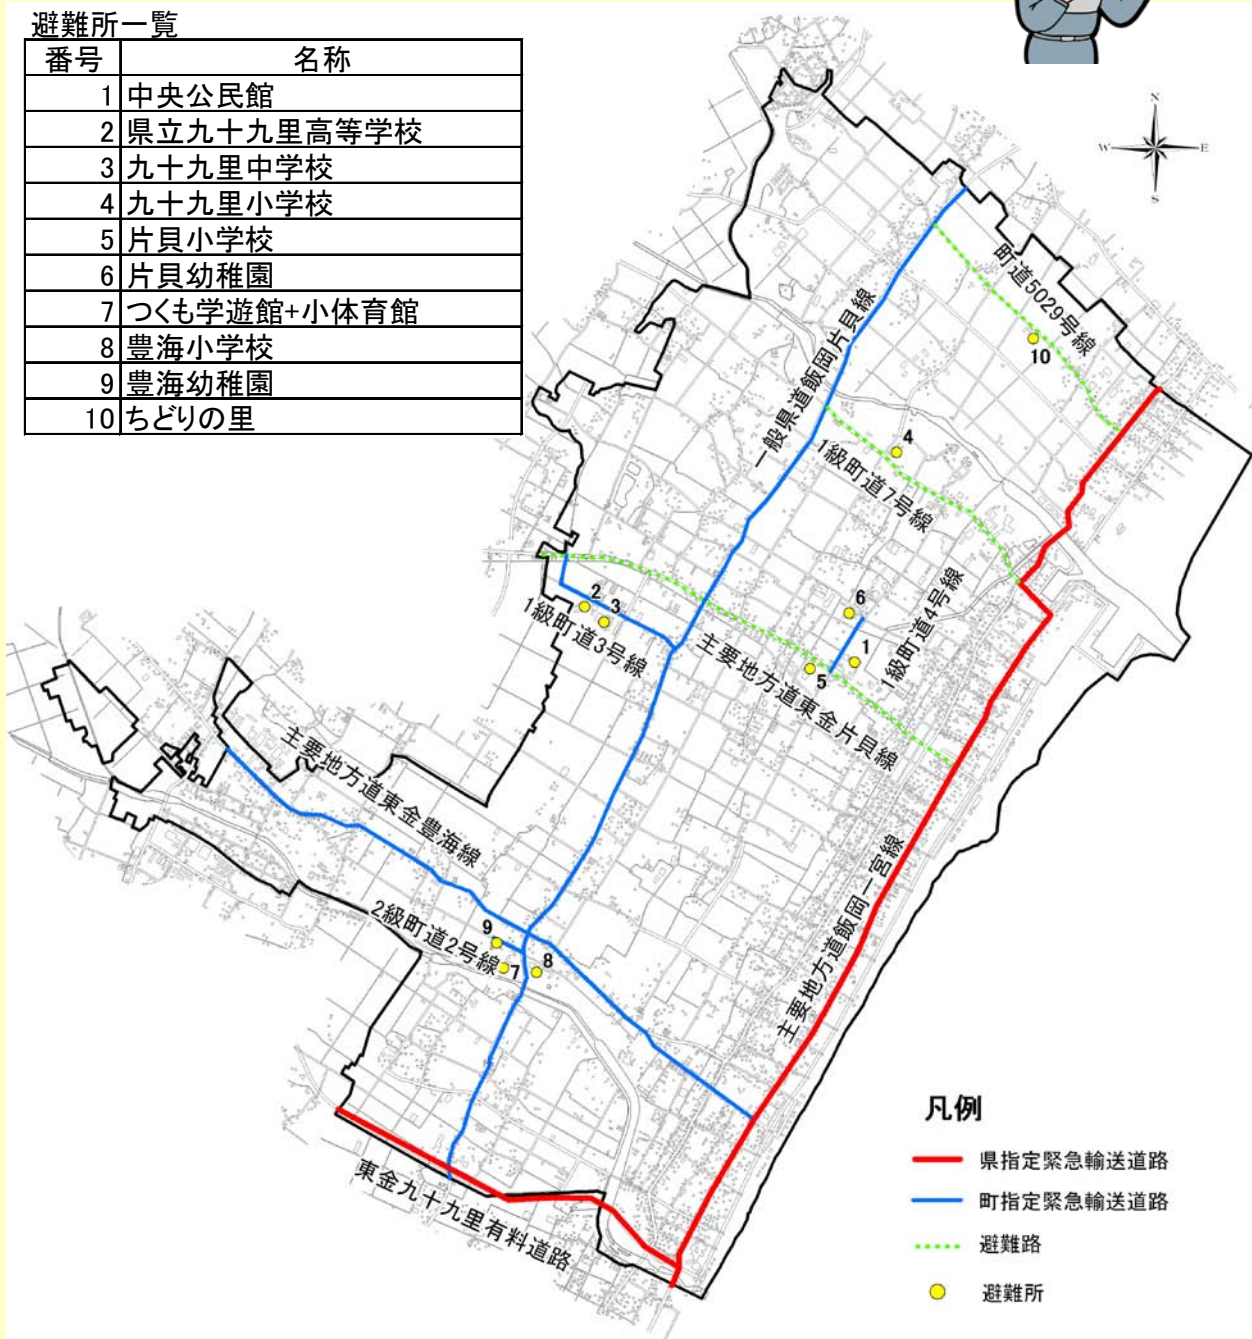 避難所一覧
番号 名称
1 中央公民館
2 県立九十九里高等学校
3 九十九里中学校
4 九十九里小学校
5 片貝小学校
6 片貝幼稚園
7 つくも学遊館+小体育館
8 豊海小学校
9 豊海幼稚園
10 ちどりの里
N
W E
S
町道5029号線
10
一般県道飯岡片貝線
4
1級町道7号線
2
3
1級町道3号線
6
1級町道4号線
1
5
主要地方道東金片貝線
主要地方道東金豊海線
主要地方道飯岡一宮線
9
2級町道2号線
7
8
東金九十九里有料道路
凡例
県指定緊急輸送道路
町指定緊急輸送道路
避難路
避難所